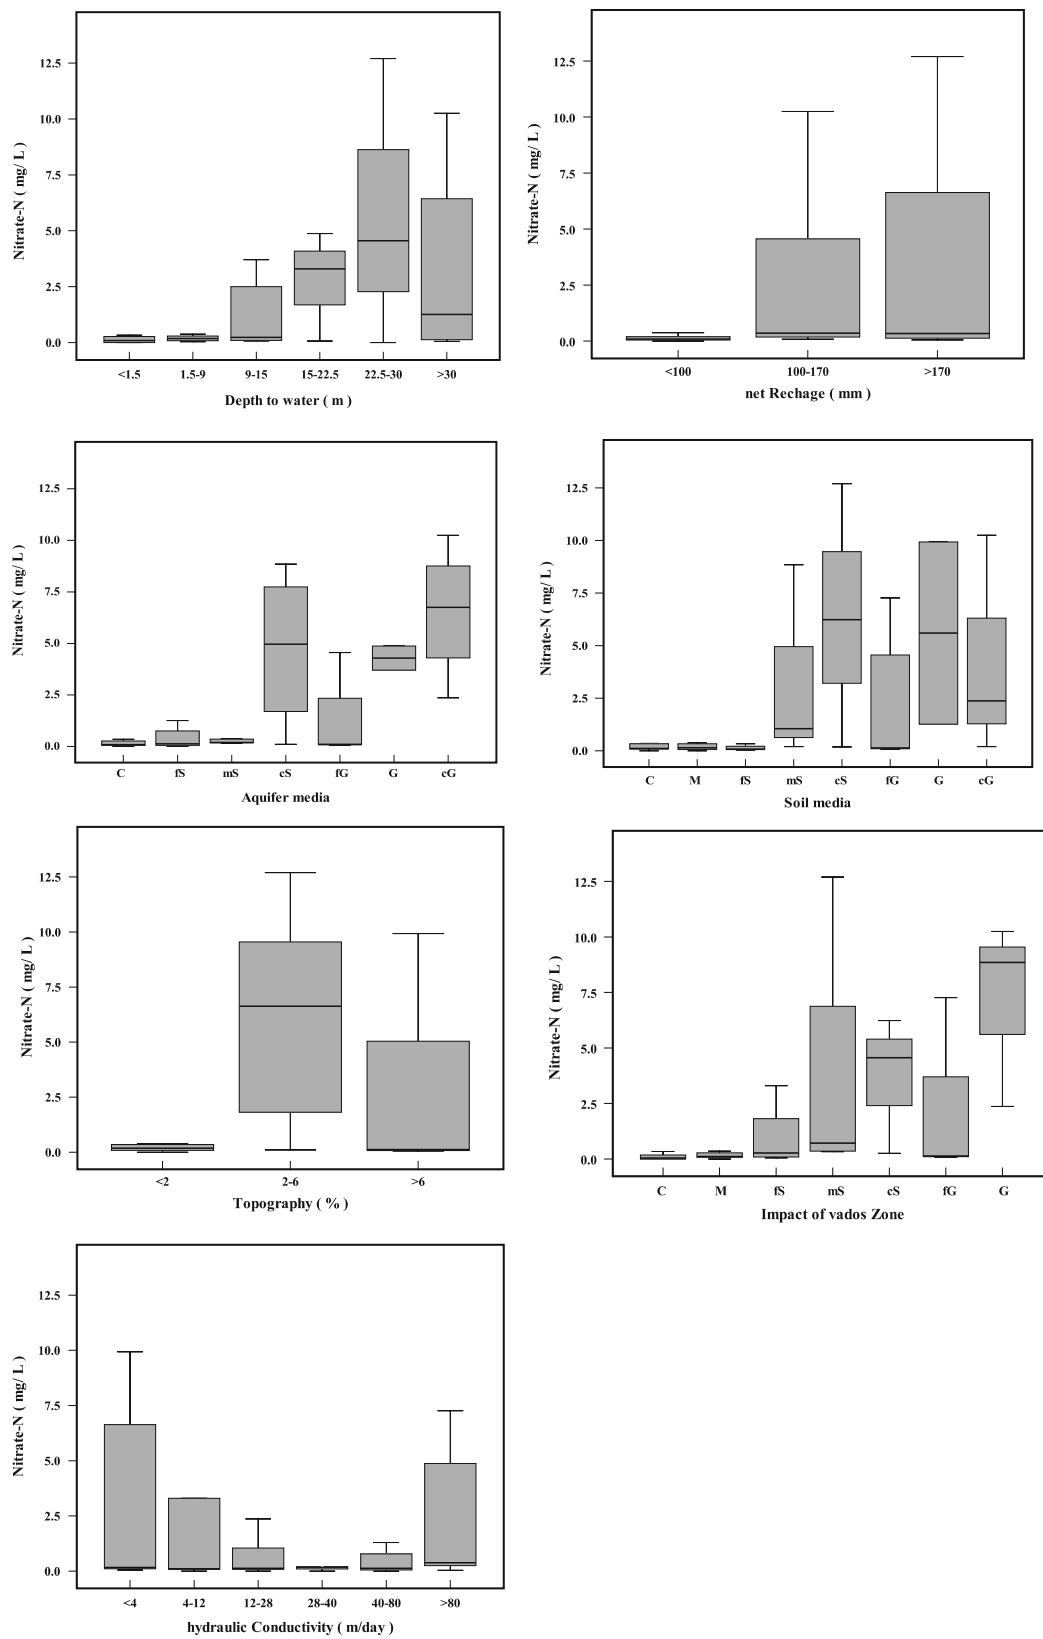 12.5
10.0
7.5
5.0
2.5
0.0
Nitrate-N ( mg/ L )
<1.5 1.5-9 9-15 15-22.5 22.5-30 >30
Depth to water ( m )
12.5
10.0
7.5
5.0
2.5
0.0
Nitrate-N ( mg/ L )
<100 100-170 >170
net Rechage ( mm )
12.5
10.0
7.5
5.0
2.5
0.0
Nitrate-N ( mg/ L )
C fS mS cS fG G cG
Aquifer media
12.5
10.0
7.5
5.0
2.5
0.0
Nitrate-N ( mg/ L )
C M fS mS cS fG G cG
Soil media
12.5
10.0
7.5
5.0
2.5
0.0
Nitrate-N ( mg/ L )
<2 2-6 >6
Topography ( % )
12.5
10.0
7.5
5.0
2.5
0.0
Nitrate-N ( mg/ L )
C M fS mS cS fG G
Impact of vados Zone
12.5
10.0
7.5
5.0
2.5
0.0
Nitrate-N ( mg/ L )
<4 4-12 12-28 28-40 40-80 >80
hydraulic Conductivity ( m/day )